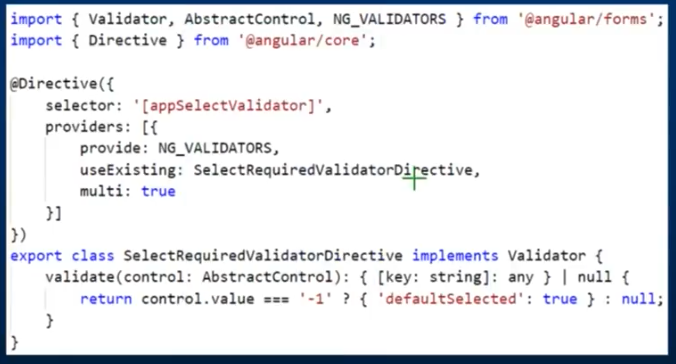 import { Validator, AbstractControl, NG_VALIDATORS } from '@angular/forms';
import { Directive } from '@angular/core';
@Directive({
selector: '[appSelectValidator]',
providers: [{
provide: NG_VALIDATORS,
useExisting: SelectRequiredValidatorDirective,
multi: true
}]
})
export class SelectRequiredValidatorDirective implements Validator {
validate(control: AbstractControl): { [key: string]: any } | null {
return control.value === '-1' ? { 'defaultSelected': true } : null;
}
}